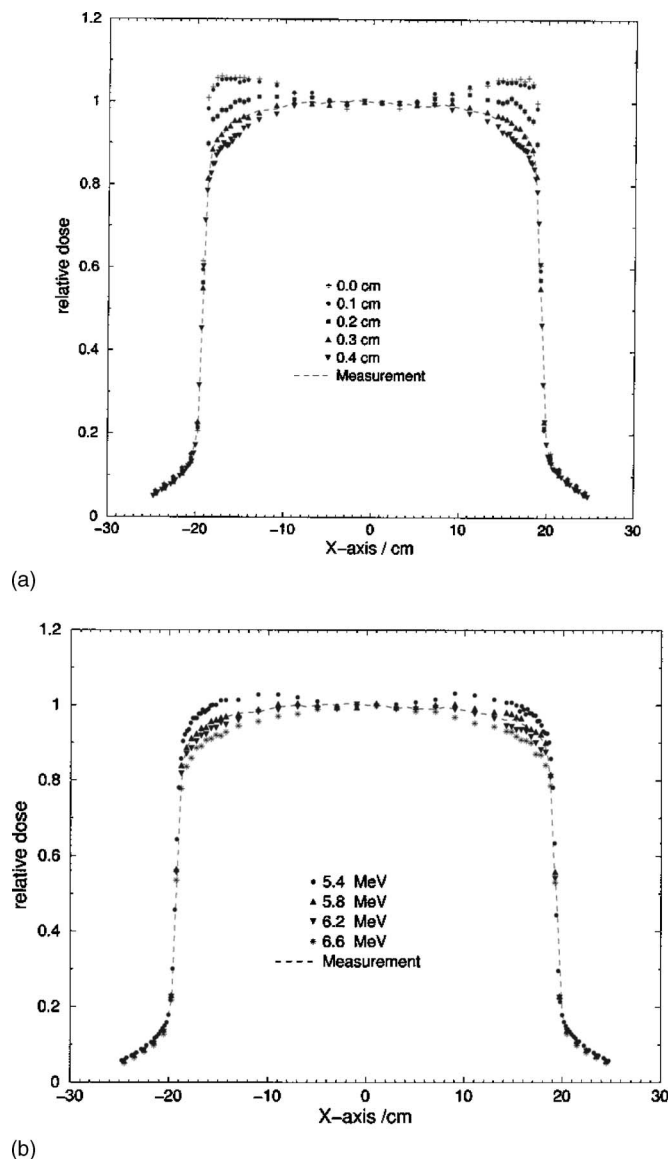 1.2
1
0.8
0.6
0.4
0.2
0
relative dose
0.0 cm
0.1 cm
0.2 cm
0.3 cm
0.4 cm
Measurement
−30 −20 −10 0 10 20 30
X−axis / cm
(a)
1.2
1
0.8
0.6
0.4
0.2
0
relative dose
5.4 MeV
5.8 MeV
6.2 MeV
6.6 MeV
Measurement
−30 −20 −10 0 10 20 30
X−axis /cm
(b)